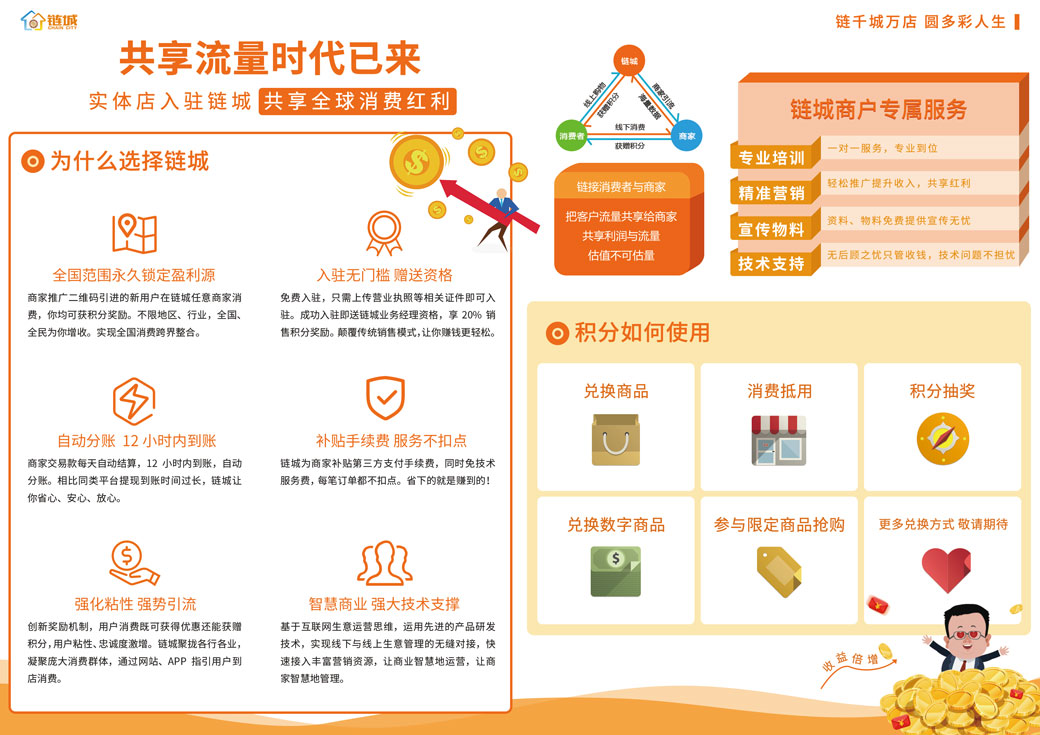 链城
CHAIN CITY
链千城万店 圆多彩人生
共享流量时代已来
实体店入驻链城 共享全球消费红利
为什么选择链城
全国范围永久锁定盈利源
商家推广二维码引进的新用户在链城任意商家消
费，你均可获积分奖励。不限地区、行业，全国、
全民为你增收。实现全国消费跨界整合。
入驻无门槛 赠送资格
免费入驻，只需上传营业执照等相关证件即可入
驻。成功入驻即送链城业务经理资格，享 20% 销
售积分奖励。颠覆传统销售模式，让你赚钱更轻松。
自动分账 12 小时内到账
商家交易款每天自动结算，12 小时内到账，自动
分账。相比同类平台提现到账时间过长，链城让
你省心、安心、放心。
补贴手续费 服务不扣点
链城为商家补贴第三方支付手续费，同时免技术
服务费，每笔订单都不扣点。省下的就是赚到的！
强化粘性 强势引流
创新奖励机制，用户消费既可获得优惠还能获赠
积分，用户粘性、忠诚度激增。链城聚拢各行各业，
凝聚庞大消费群体，通过网站、APP 指引用户到
店消费。
智慧商业 强大技术支撑
基于互联网生意运营思维，运用先进的产品研发
技术，实现线下与线上生意管理的无缝对接，快
速接入丰富营销资源，让商业智慧地运营，让商
家智慧地管理。
链城
线上购物
获赠积分
商家引流
海量数据
消费者
线下消费
获赠积分
商家
链接消费者与商家
把客户流量共享给商家
共享利润与流量
估值不可估量
链城商户专属服务
专业培训
一对一服务，专业到位
精准营销
轻松推广提升收入，共享红利
宣传物料
资料、物料免费提供宣传无忧
技术支持
无后顾之忧只管收钱，技术问题不担忧
积分如何使用
兑换商品
消费抵用
积分抽奖
兑换数字商品
参与限定商品抢购
更多兑换方式 敬请期待
收益倍增